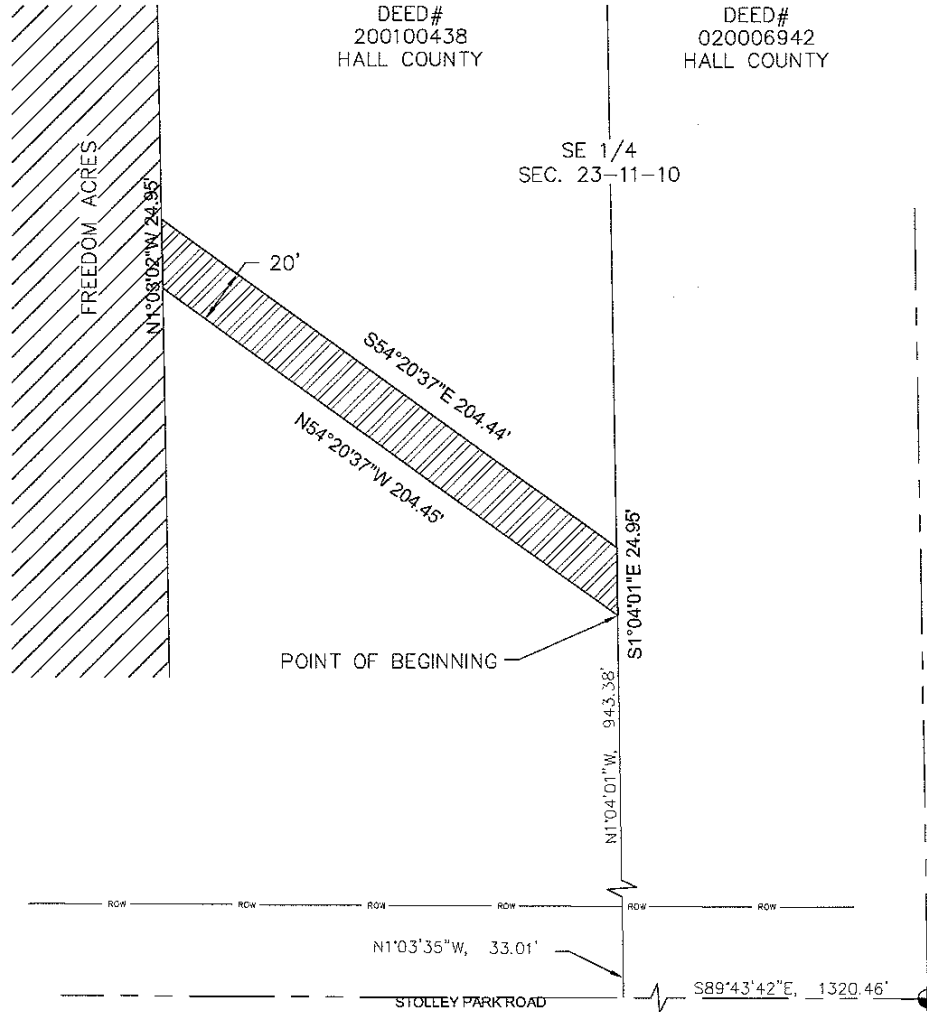 DEED#
200100438
HALL COUNTY
DEED#
020006942
HALL COUNTY
SE 1/4
SEC. 23-11-10
FREEDOM ACRES
N1°03'02"W 24.95'
20'
S54°20'37"E 204.44'
N54°20'37"W 204.45'
S1°04'01"E 24.95'
POINT OF BEGINNING
N1°04'01"W, 943.38'
ROW ROW ROW ROW ROW ROW
N1°03'35"W, 33.01'
STOLLEY PARK ROAD
S89°43'42"E, 1320.46'